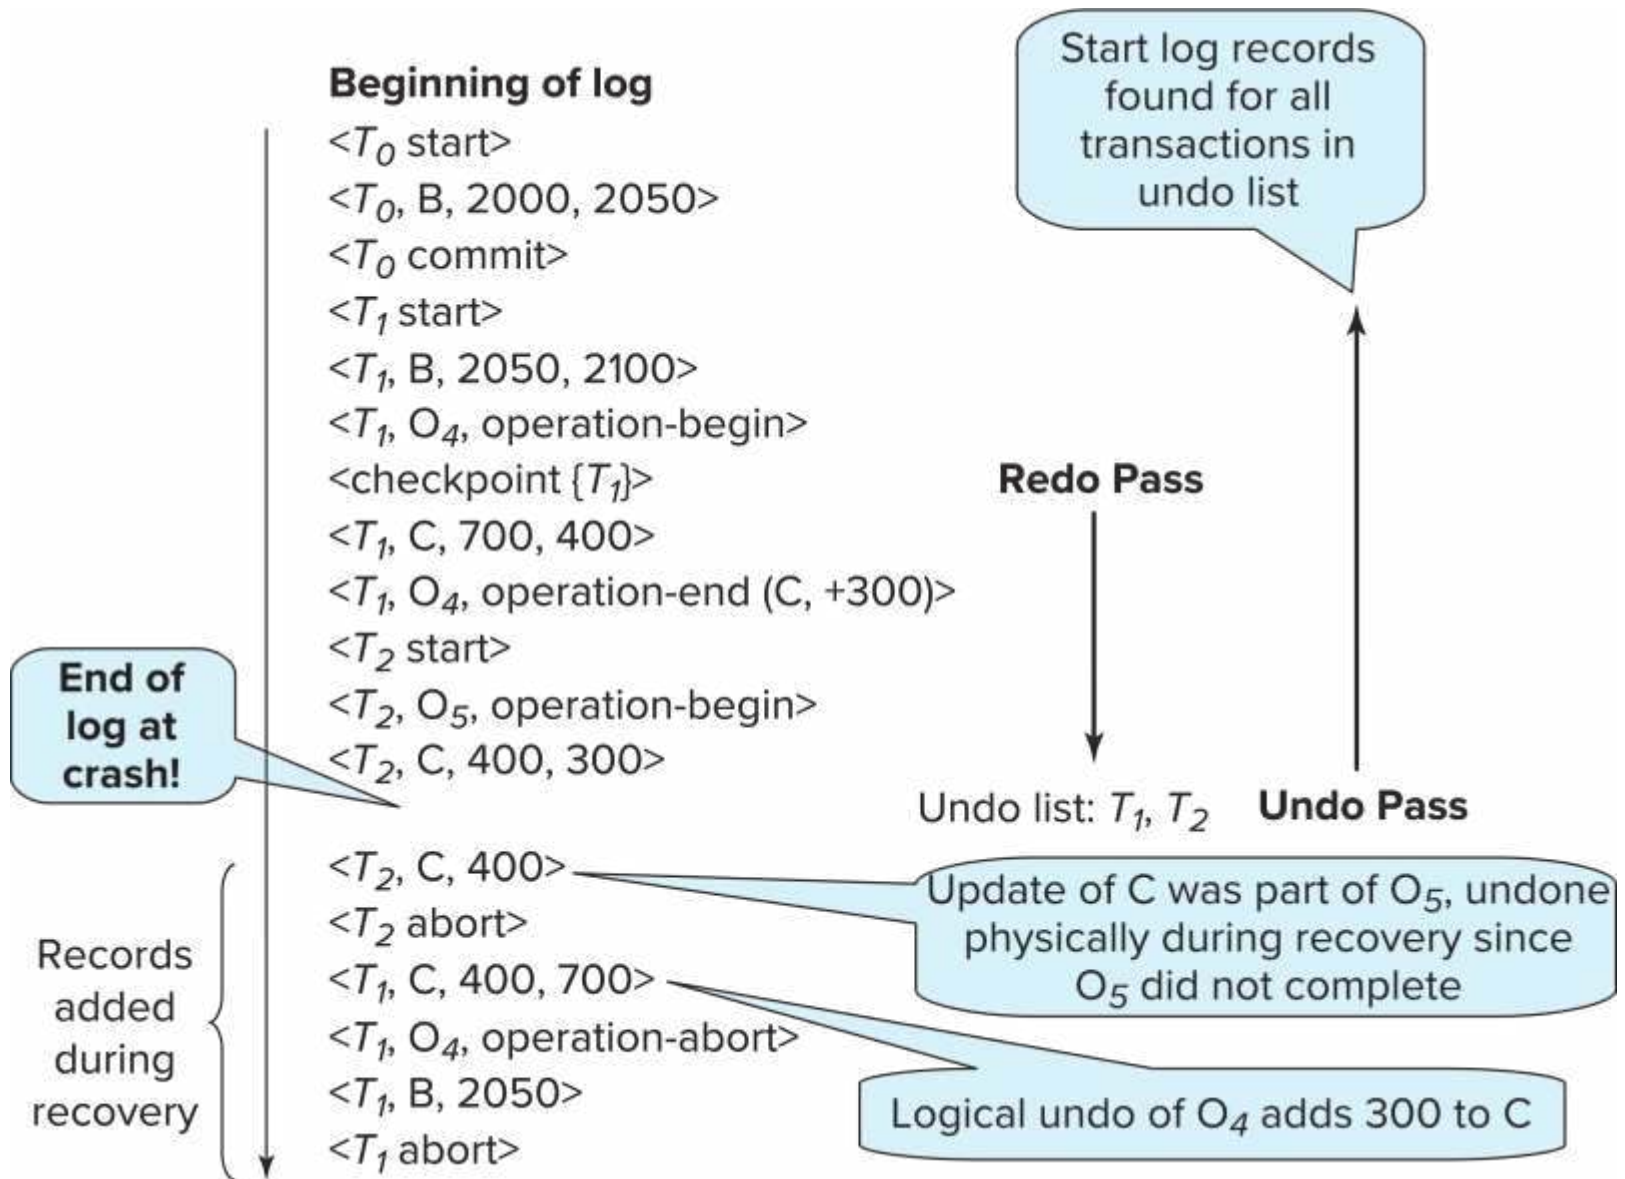 Beginning of log
<T0 start>
<T0, B, 2000, 2050>
<T0 commit>
<T1 start>
<T1, B, 2050, 2100>
<T1, O4, operation-begin>
<checkpoint {T1}>
<T1, C, 700, 400>
<T1, O4, operation-end (C, +300)>
<T2 start>
<T2, O5, operation-begin>
<T2, C, 400, 300>
End of
log at
crash!
Start log records
found for all
transactions in
undo list
Redo Pass
Undo list: T1, T2
Undo Pass
Records
added
during
recovery
<T2, C, 400>
<T2 abort>
<T1, C, 400, 700>
<T1, O4, operation-abort>
<T1, B, 2050>
<T1 abort>
Update of C was part of O5, undone
physically during recovery since
O5 did not complete
Logical undo of O4 adds 300 to C